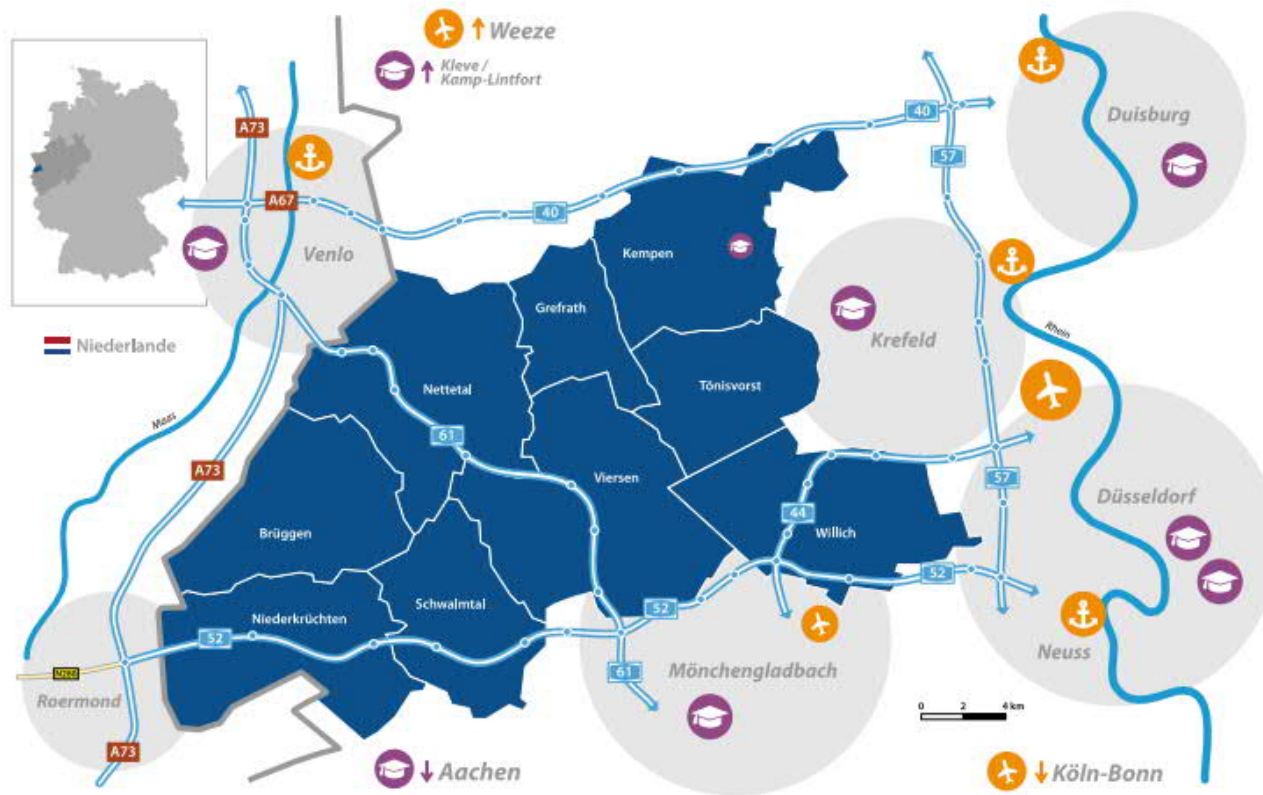 Weeze
Kleve /
Kamp-Lintfort
A73
40
Duisburg
57
A67
40
Venlo
Kempen
Grefrath
Krefeld
Rhein
Niederlande
Nettetal
Tönisvorst
Maas
61
A73
Viersen
57
Düsseldorf
44
Brüggen
Willich
52
Schwalmtal
Niederkrüchten
52
52
Neuss
N280
61
Mönchengladbach
Roermond
0 2 4 km
A73
Aachen
Köln-Bonn